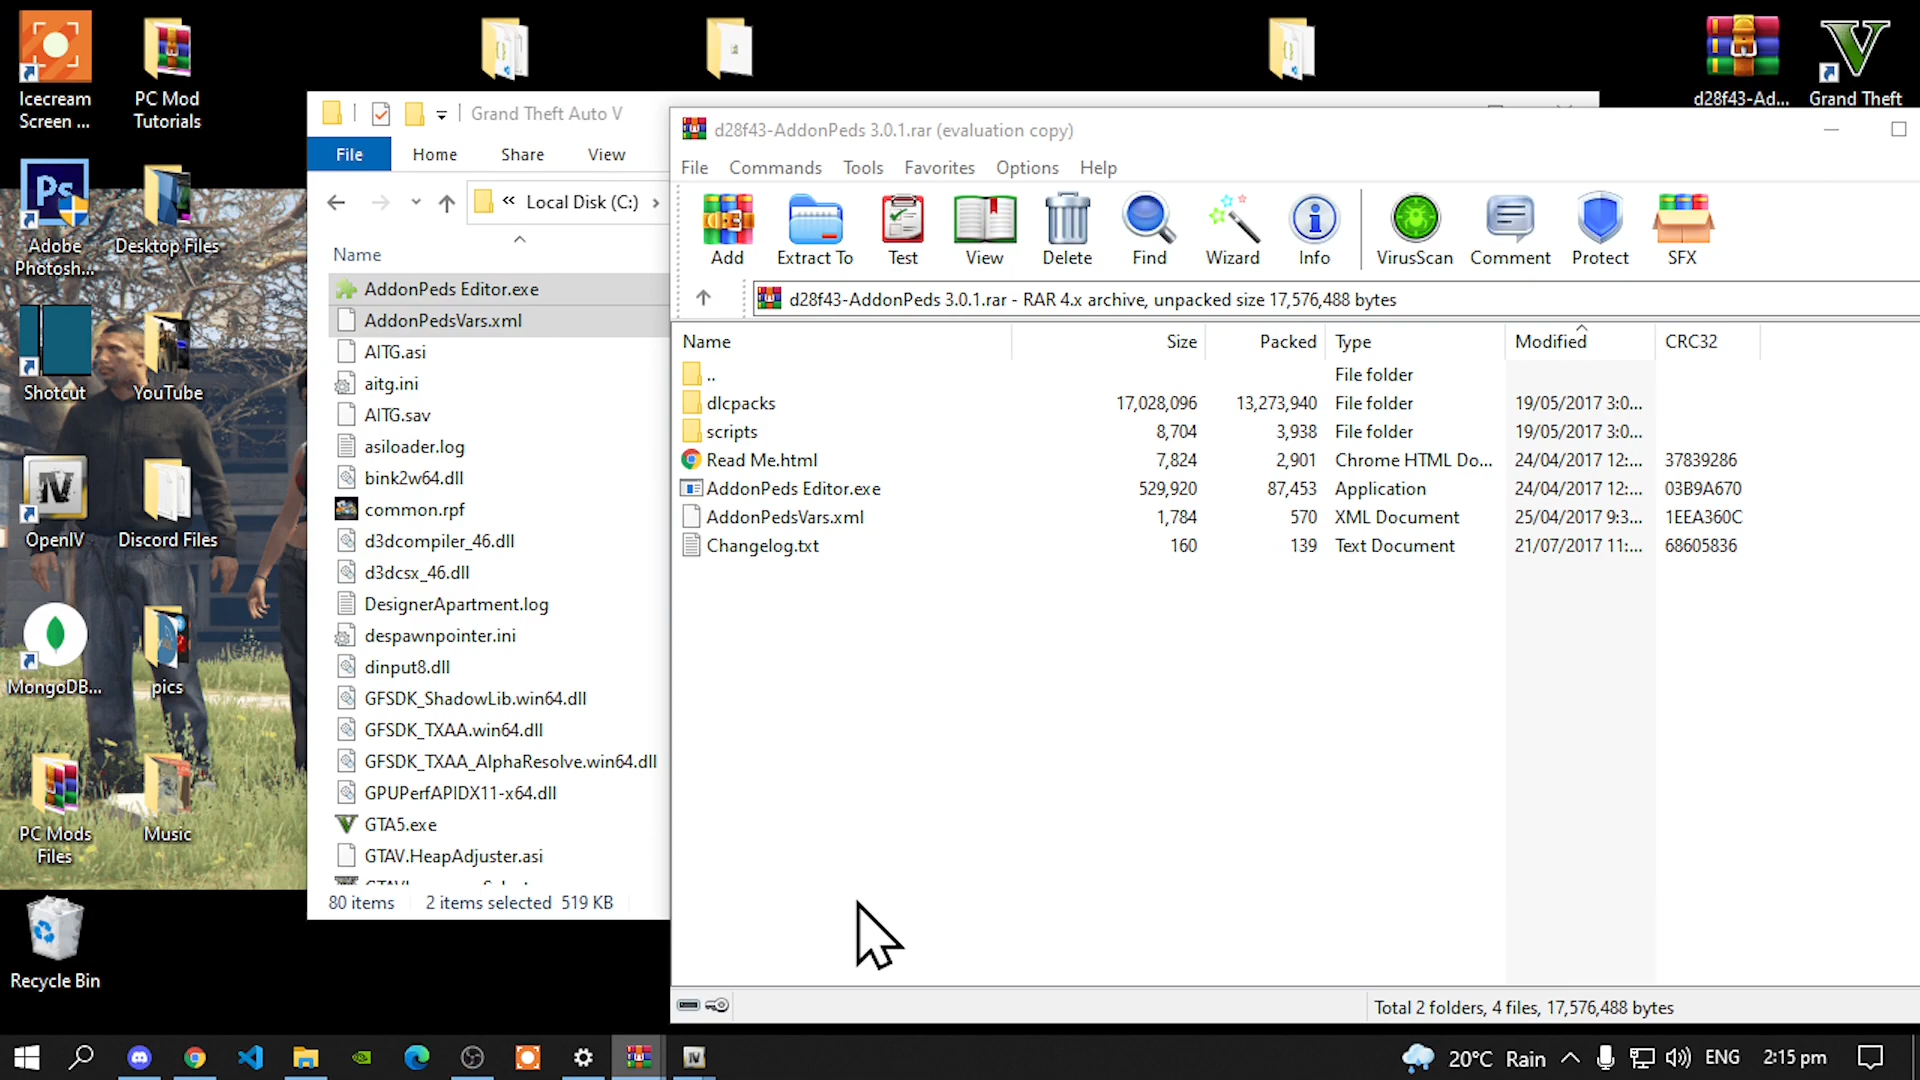 Icecream
Screen ...
PC Mod
Tutorials
d28f43-Ad...
Grand Theft
Adobe
Photosh...
Desktop Files
Shotcut
YouTube
OpenIV
Discord Files
MongoDB...
pics
PC Mods
Files
Music
Recycle Bin
Grand Theft Auto V
File Home Share View
« Local Disk (C:) ›
Name
AddonPeds Editor.exe
AddonPedsVars.xml
AITG.asi
aitg.ini
AITG.sav
asiloader.log
bink2w64.dll
common.rpf
d3dcompiler_46.dll
d3dcsx_46.dll
DesignerApartment.log
despawnpointer.ini
dinput8.dll
GFSDK_ShadowLib.win64.dll
GFSDK_TXAA.win64.dll
GFSDK_TXAA_AlphaResolve.win64.dll
GPUPerfAPIDX11-x64.dll
GTA5.exe
GTAV.HeapAdjuster.asi
80 items 2 items selected 519 KB
d28f43-AddonPeds 3.0.1.rar (evaluation copy)
File Commands Tools Favorites Options Help
Add Extract To Test View Delete Find Wizard Info VirusScan Comment Protect SFX
d28f43-AddonPeds 3.0.1.rar - RAR 4.x archive, unpacked size 17,576,488 bytes
Name Size Packed Type Modified CRC32
.. File folder
dlcpacks 17,028,096 13,273,940 File folder 19/05/2017 3:0...
scripts 8,704 3,938 File folder 19/05/2017 3:0...
Read Me.html 7,824 2,901 Chrome HTML Do... 24/04/2017 12:... 37839286
AddonPeds Editor.exe 529,920 87,453 Application 24/04/2017 12:... 03B9A670
AddonPedsVars.xml 1,784 570 XML Document 25/04/2017 9:3... 1EEA360C
Changelog.txt 160 139 Text Document 21/07/2017 11:... 68605836
Total 2 folders, 4 files, 17,576,488 bytes
20°C Rain ENG 2:15 pm